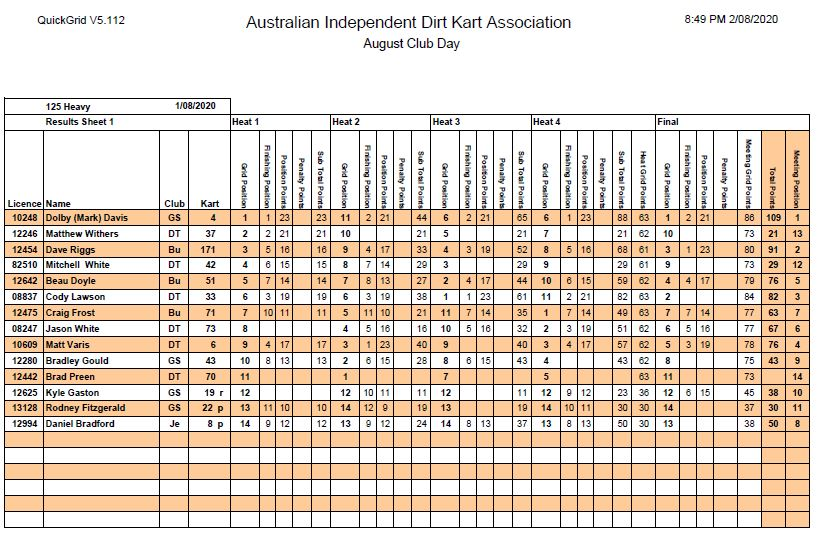 QuickGrid V5.112
Australian Independent Dirt Kart Association
8:49 PM 2/08/2020
August Club Day
125 Heavy 1/08/2020
Results Sheet 1 Heat 1 Heat 2 Heat 3 Heat 4 Final
Licence Name Club Kart Grid Position Finishing Position Position Points Penalty Points Sub Total Points Grid Position Finishing Position Position Points Penalty Points Sub Total Points Grid Position Finishing Position Position Points Penalty Points Sub Total Points Grid Position Finishing Position Position Points Penalty Points Sub Total Points Heat Grid Points Grid Position Finishing Position Position Points Penalty Points Meeting Grid Points Total Points Meeting Position
10248 Dolby (Mark) Davis GS 4 1 1 23 23 11 2 21 44 6 2 21 65 6 1 23 88 63 1 2 21 86 109 1
12246 Matthew Withers DT 37 2 2 21 21 10 21 5 21 7 21 62 10 73 21 13
12454 Dave Riggs Bu 171 3 5 16 16 9 4 17 33 4 3 19 52 8 5 16 68 61 3 1 23 80 91 2
82510 Mitchell White DT 42 4 6 15 15 8 7 14 29 3 29 9 29 61 9 73 29 12
12642 Beau Doyle Bu 51 5 7 14 14 7 8 13 27 2 4 17 44 10 6 15 59 62 4 4 17 79 76 5
08837 Cody Lawson DT 33 6 3 19 19 6 3 19 38 1 1 23 61 11 2 21 82 63 2 84 82 3
12475 Craig Frost Bu 71 7 10 11 11 5 11 10 21 11 7 14 35 1 7 14 49 63 7 7 14 77 63 7
08247 Jason White DT 73 8 4 5 16 16 10 5 16 32 2 3 19 51 62 6 5 16 77 67 6
10609 Matt Varis DT 6 9 4 17 17 3 1 23 40 9 40 3 4 17 57 62 5 3 19 78 76 4
12280 Bradley Gould GS 43 10 8 13 13 2 6 15 28 8 6 15 43 4 43 62 8 75 43 9
12442 Brad Preen DT 70 11 1 7 5 63 11 73 14
12625 Kyle Gaston GS 19 r 12 12 10 11 11 12 11 12 9 12 23 36 12 6 15 45 38 10
13128 Rodney Fitzgerald GS 22 p 13 11 10 10 14 12 9 19 13 19 14 10 11 30 30 14 37 30 11
12994 Daniel Bradford Je 8 p 14 9 12 12 13 9 12 24 14 8 13 37 13 8 13 50 30 13 38 50 8